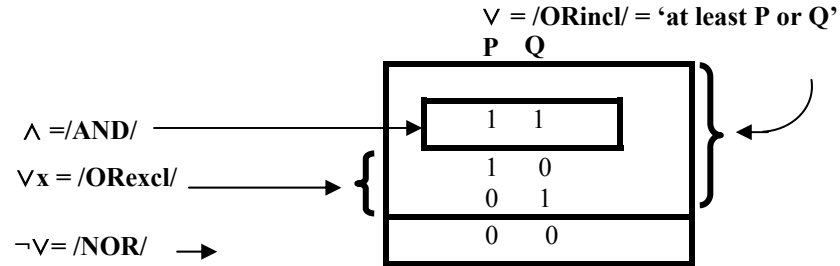 ∨ = /ORincl/ = ‘at least P or Q’
P Q
∧ =/AND/ 1 1
∨x = /ORexcl/ 1 0
0 1
¬∨= /NOR/ 0 0